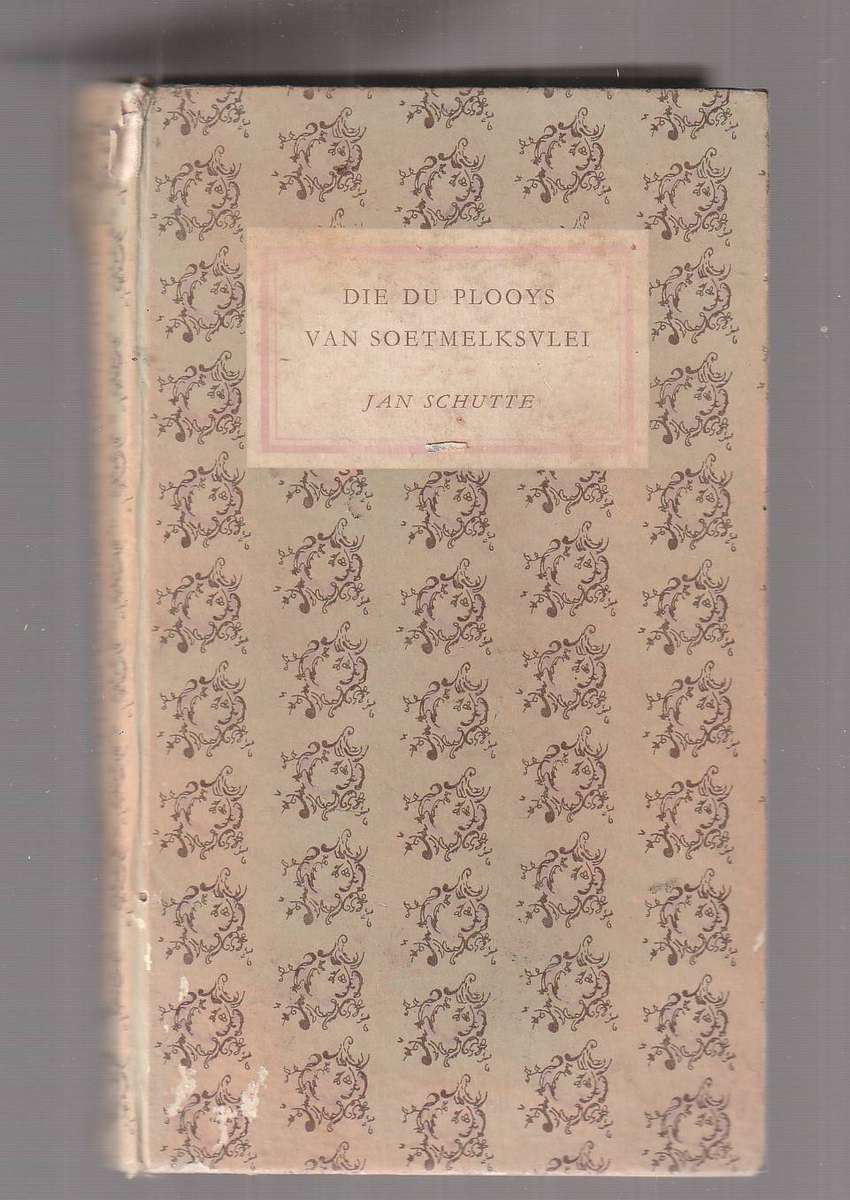 DIE DU PLOOYS
VAN SOETMELKSVLEI
JAN SCHUTTE